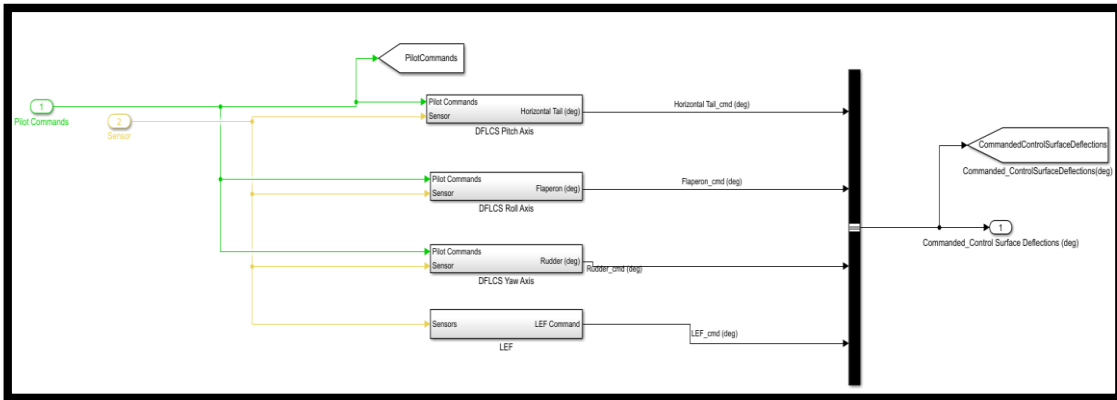 PilotCommands
1
Pilot Commands
2
Sensor
Pilot Commands
Sensor
Horizontal Tail (deg)
DFLCS Pitch Axis
Horizontal Tail_cmd (deg)
Pilot Commands
Sensor
Flaperon (deg)
DFLCS Roll Axis
Flaperon_cmd (deg)
Pilot Commands
Sensor
Rudder (deg)
DFLCS Yaw Axis
Rudder_cmd (deg)
Sensors
LEF Command
LEF
LEF_cmd (deg)
CommandedControlSurfaceDeflections
Commanded_ControlSurfaceDeflections(deg)
1
Commanded_Control Surface Deflections (deg)